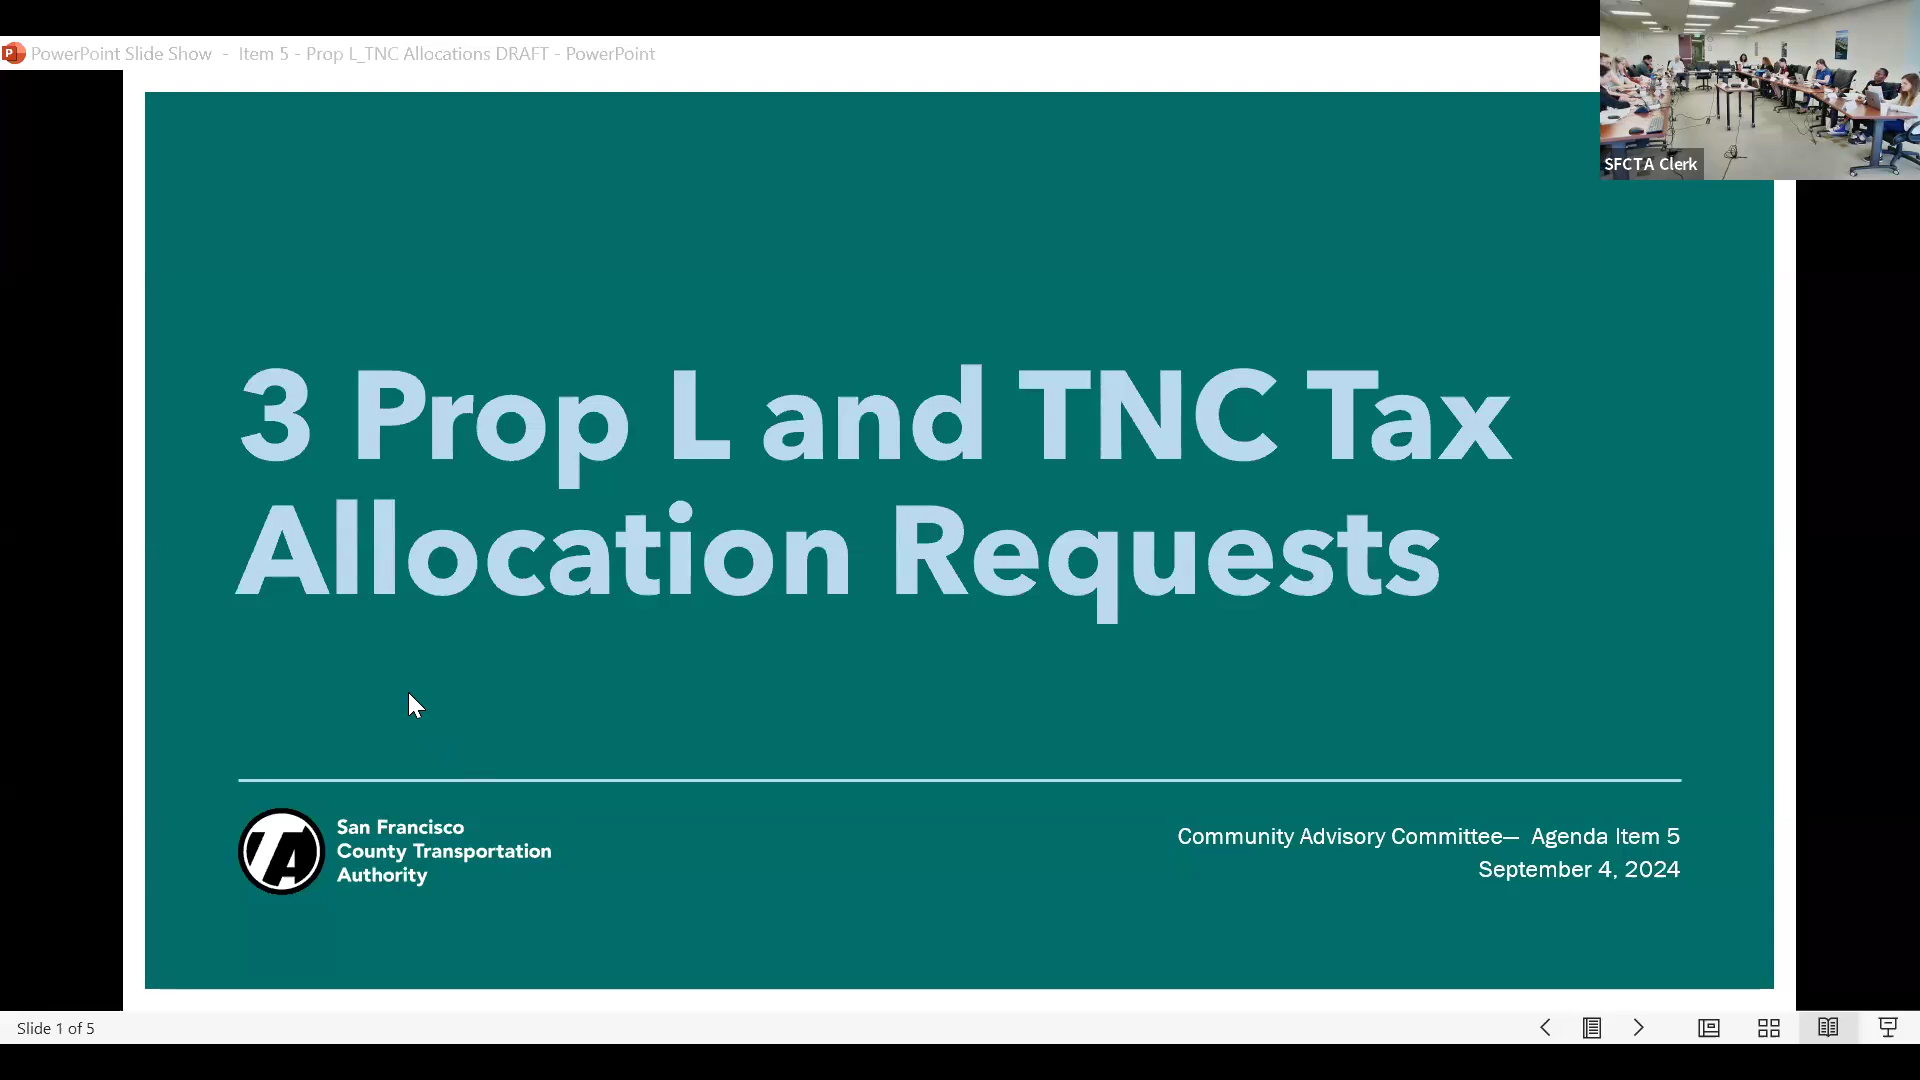 PowerPoint Slide Show - Item 5 - Prop L_TNC Allocations DRAFT - PowerPoint
SFCTA Clerk
3 Prop L and TNC Tax
Allocation Requests
TA
San Francisco
County Transportation
Authority
Community Advisory Committee— Agenda Item 5
September 4, 2024
Slide 1 of 5